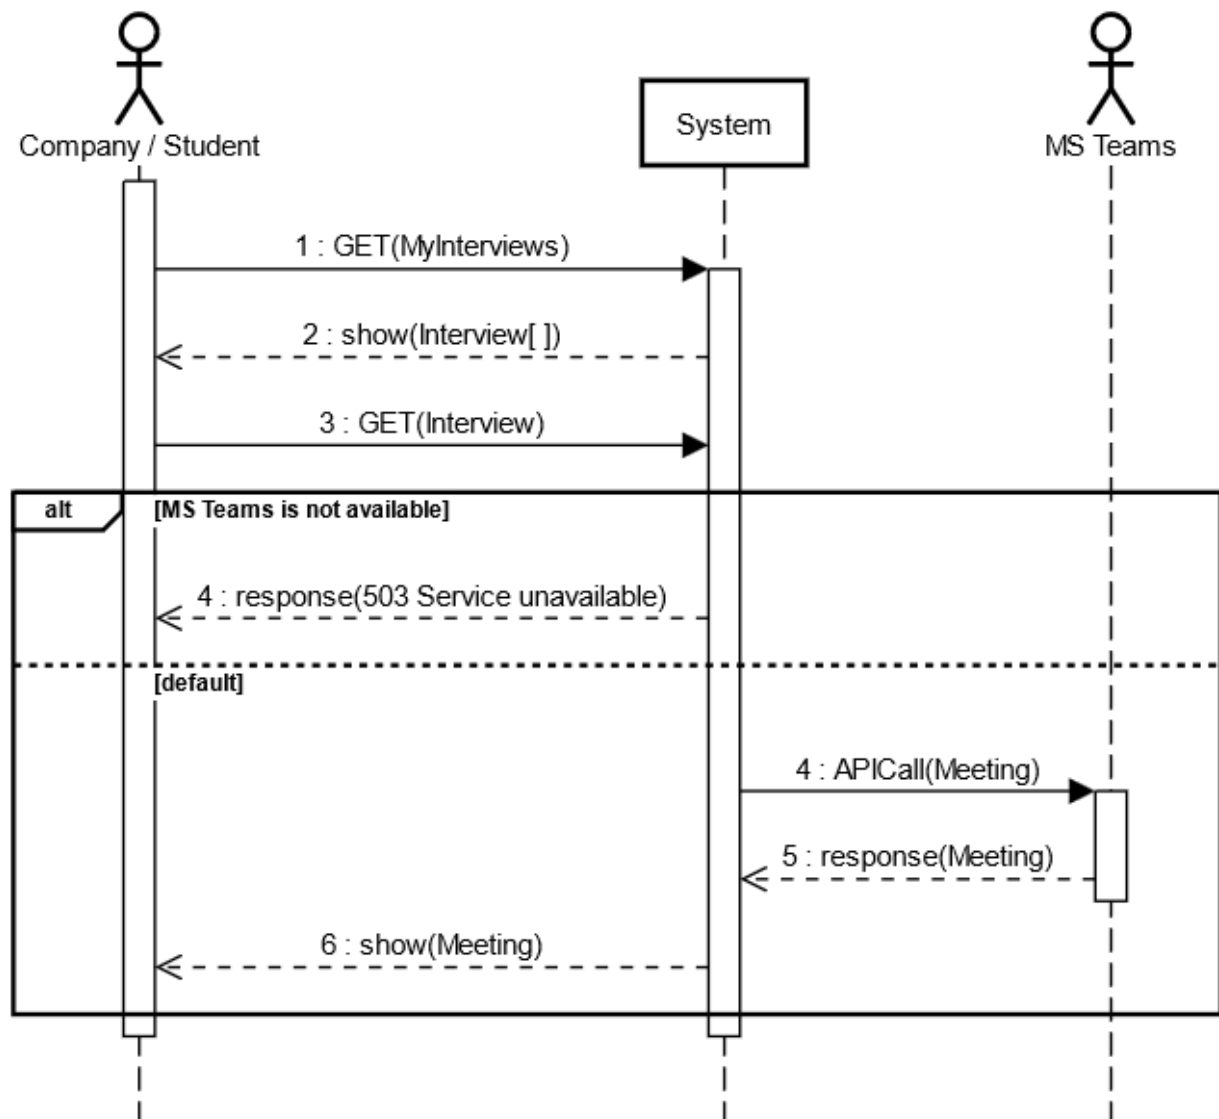 Company / Student
System
MS Teams
1 : GET(MyInterviews)
2 : show(Interview[ ])
3 : GET(Interview)
alt
[MS Teams is not available]
4 : response(503 Service unavailable)
[default]
4 : APICall(Meeting)
5 : response(Meeting)
6 : show(Meeting)